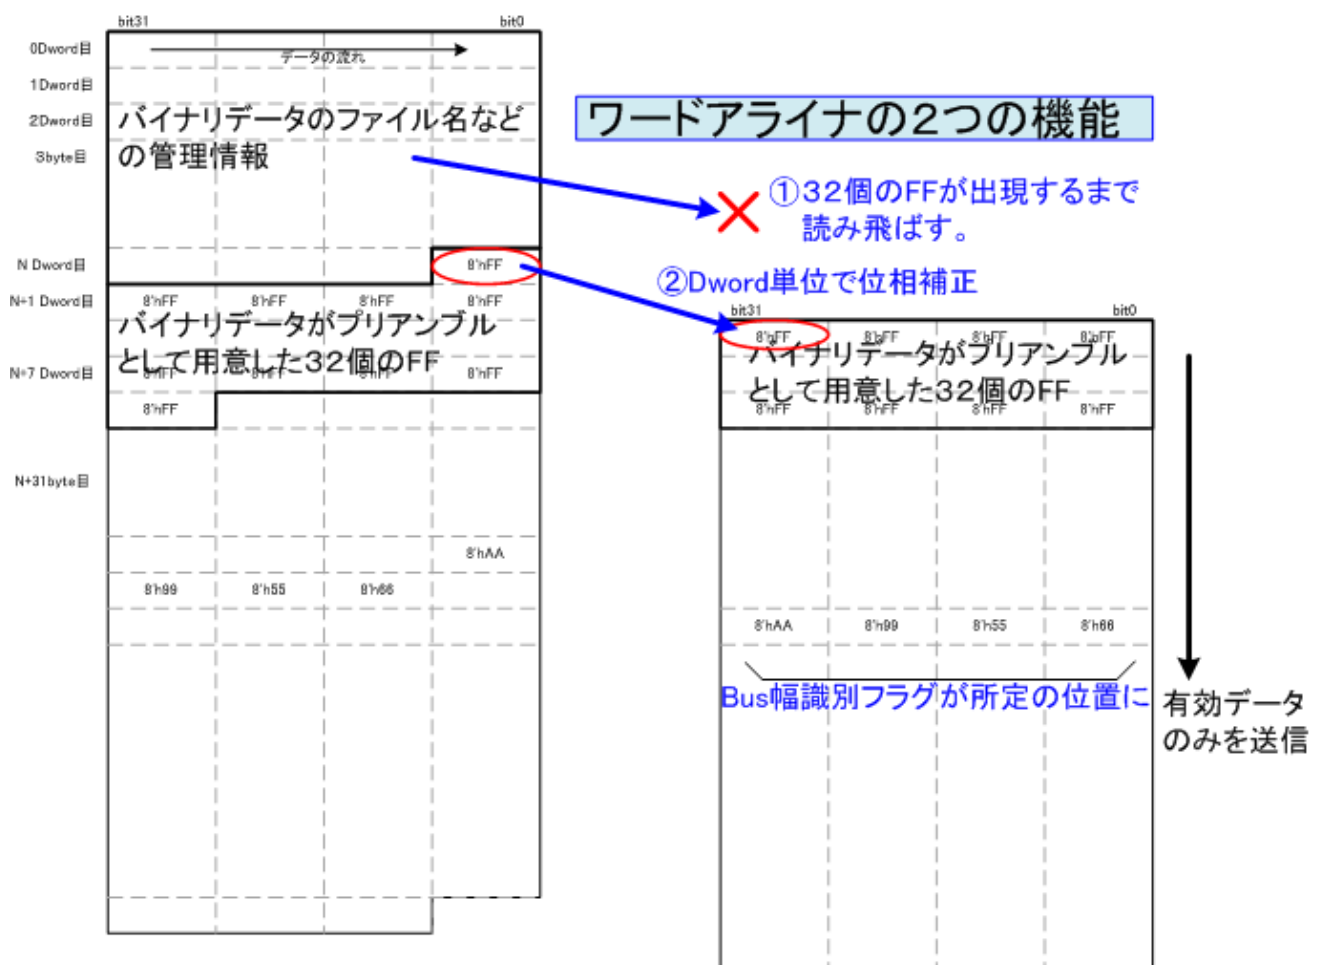 bit31 bit0
0Dword目 データの流れ
1Dword目
2Dword目
3byte目
バイナリデータのファイル名など
の管理情報
ワードアライナの２つの機能
①３２個のFFが出現するまで
読み飛ばす。
N Dword目 8'hFF
②Dword単位で位相補正
N+1 Dword目 8'hFF 8'hFF 8'hFF 8'hFF
バイナリデータがプリアンブル
として用意した３２個のFF
N+7 Dword目 8'hFF 8'hFF 8'hFF 8'hFF
8'hFF
N+31byte目
8'hAA
8'h99 8'h55 8'h66
bit31 bit0
8'hFF 8'hFF 8'hFF 8'hFF
バイナリデータがプリアンブル
として用意した３２個のFF
8'hFF 8'hFF 8'hFF 8'hFF
8'hAA 8'h99 8'h55 8'h66
Bus幅識別フラグが所定の位置に
有効データ
のみを送信